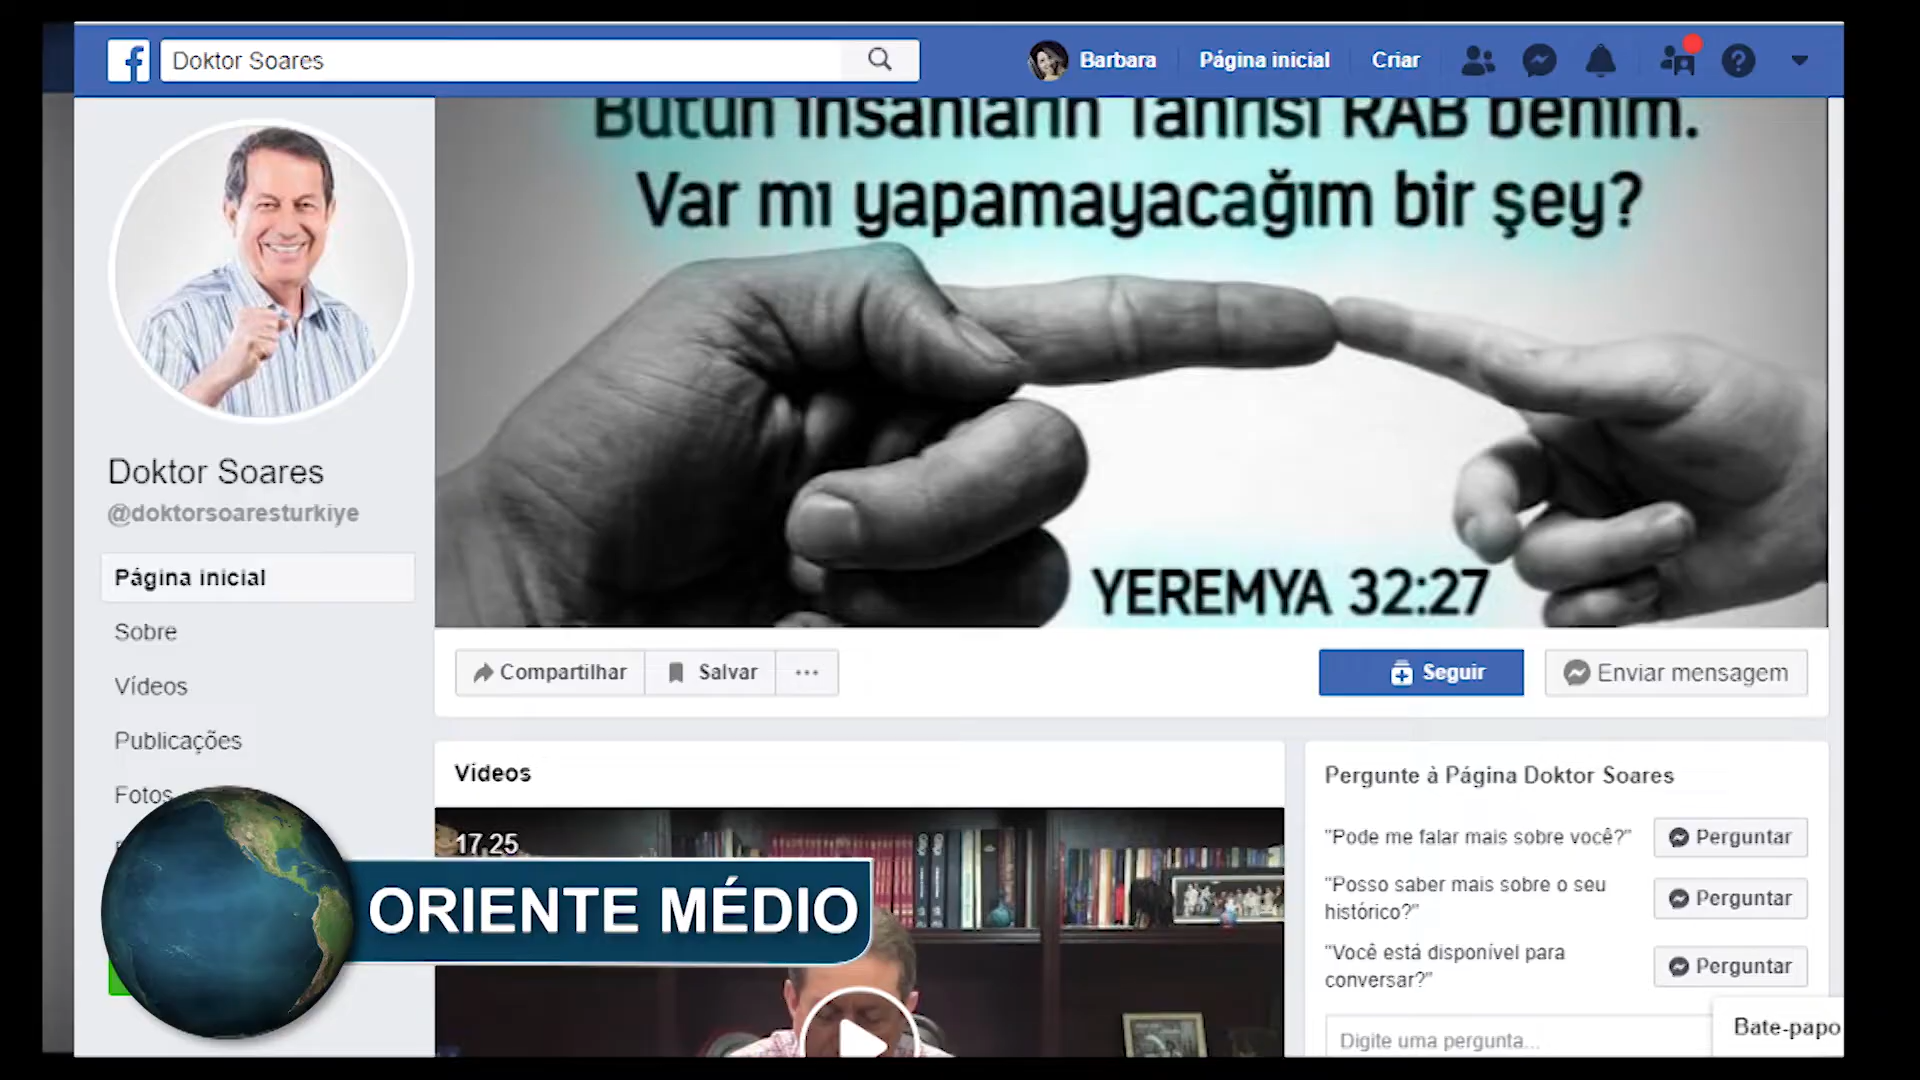 Doktor Soares
Barbara
Página inicial
Criar
Bütün insanların Tanrısı RAB benim.
Var mı yapamayacağım bir şey?
YEREMYA 32:27
Doktor Soares
@doktorsoaresturkiye
Página inicial
Sobre
Vídeos
Publicações
Fotos
Compartilhar
Salvar
Seguir
Enviar mensagem
Vídeos
17.25
ORIENTE MÉDIO
Pergunte à Página Doktor Soares
"Pode me falar mais sobre você?"
Perguntar
"Posso saber mais sobre o seu
histórico?"
Perguntar
"Você está disponível para
conversar?"
Perguntar
Digite uma pergunta...
Bate-papo